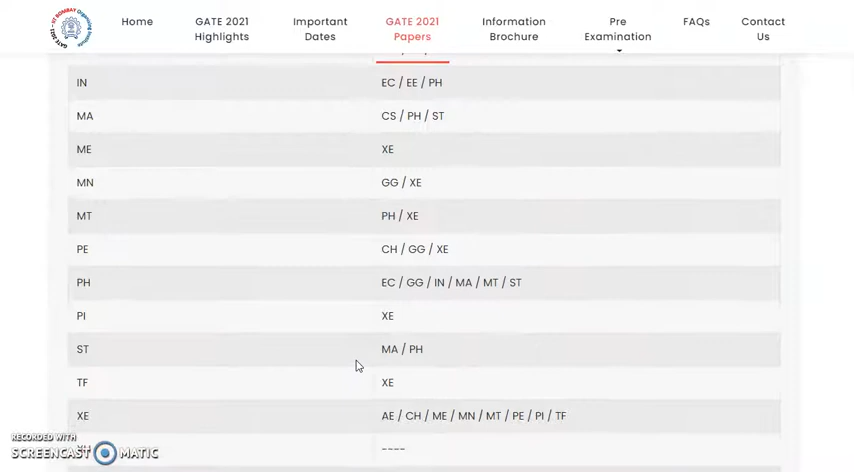 Home
GATE 2021
Highlights
Important
Dates
GATE 2021
Papers
Information
Brochure
Pre
Examination
FAQs
Contact
Us
IN EC / EE / PH
MA CS / PH / ST
ME XE
MN GG / XE
MT PH / XE
PE CH / GG / XE
PH EC / GG / IN / MA / MT / ST
PI XE
ST MA / PH
TF XE
XE AE / CH / ME / MN / MT / PE / PI / TF
----
RECORDED WITH
SCREENCAST MATIC